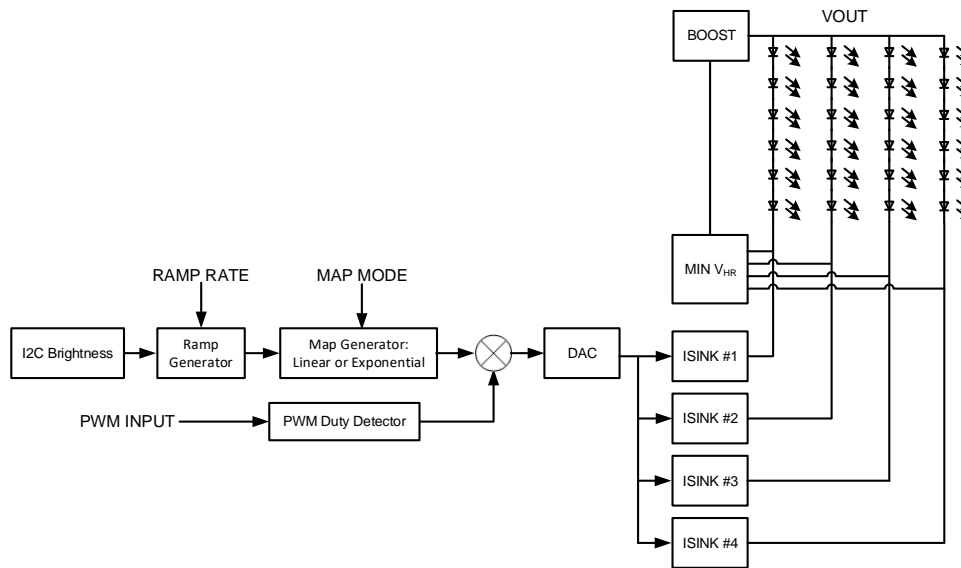 VOUT
BOOST
MIN VHR
RAMP RATE
MAP MODE
I2C Brightness
Ramp
Generator
Map Generator:
Linear or Exponential
DAC
ISINK #1
PWM INPUT
PWM Duty Detector
ISINK #2
ISINK #3
ISINK #4